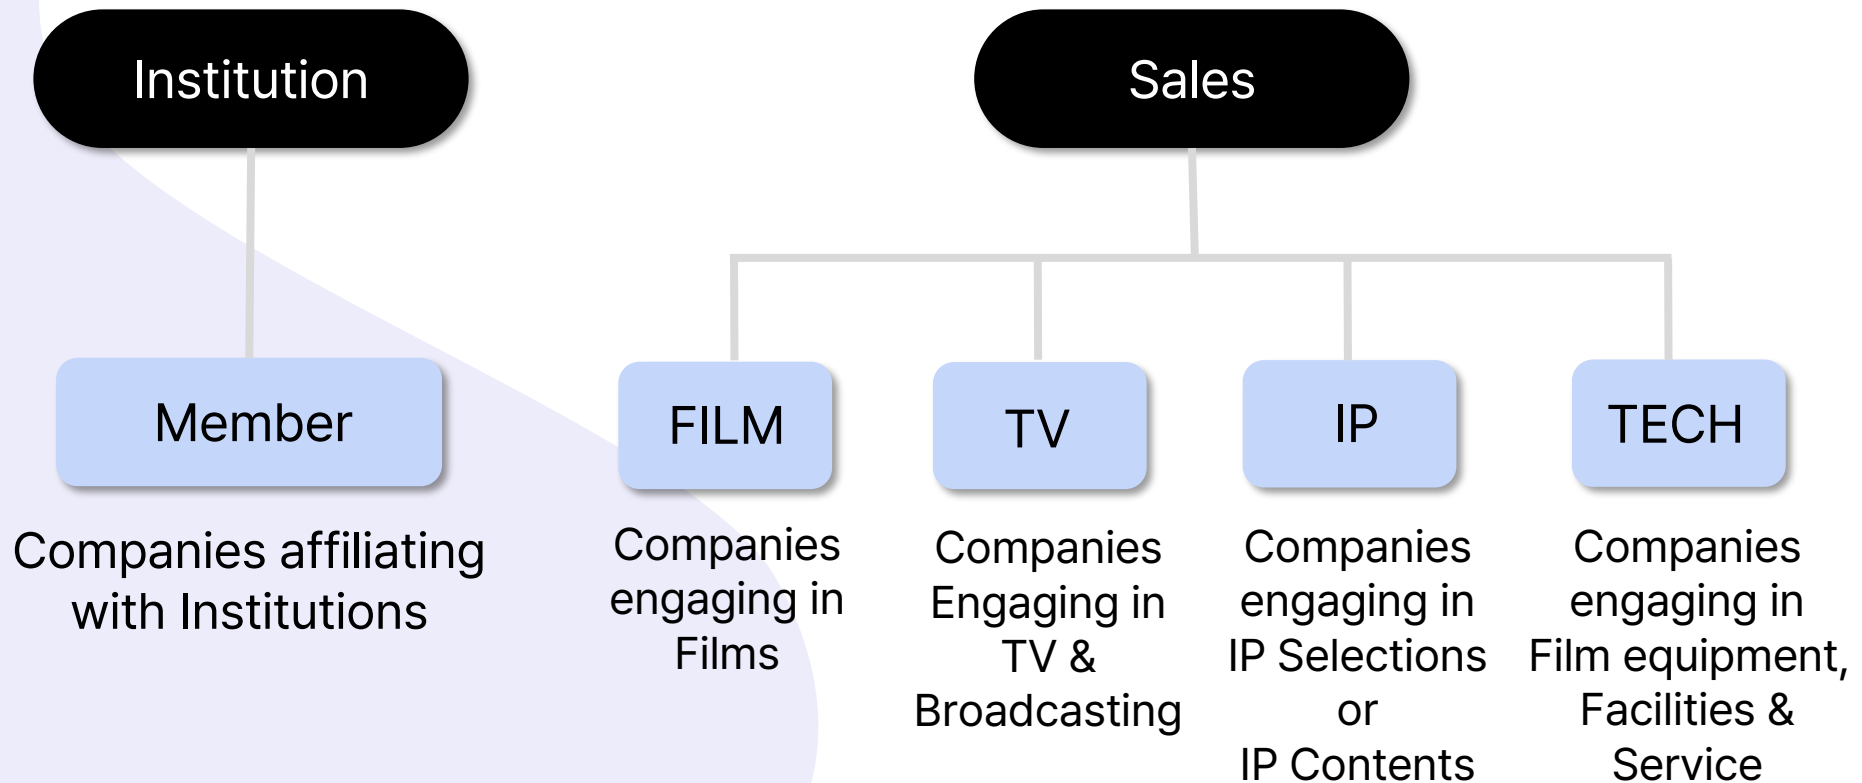 Institution
Sales
Member
FILM
TV
IP
TECH
Companies affiliating
with Institutions
Companies
engaging in
Films
Companies
Engaging in
TV &
Broadcasting
Companies
engaging in
IP Selections
or
IP Contents
Companies
engaging in
Film equipment,
Facilities &
Service